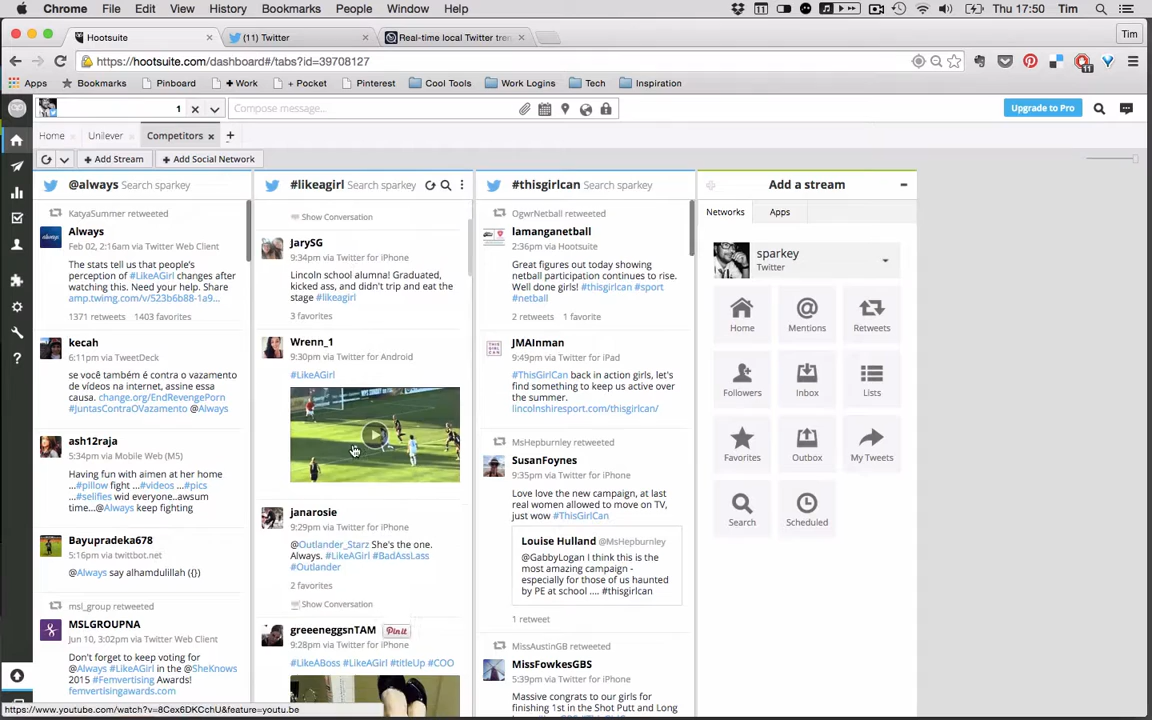 Chrome File Edit View History Bookmarks People Window Help 11 Thu 17:50 Tim
Hootsuite × (11) Twitter × Real-time local Twitter tren × Tim
https://hootsuite.com/dashboard#/tabs?id=39708127
Apps Bookmarks Pinboard + Work + Pocket Pinterest Cool Tools Work Logins Tech Inspiration 11
1 × Compose message... Upgrade to Pro
Home × Unilever × Competitors × +
+ Add Stream + Add Social Network
@always Search sparkey
KatyaSummer retweeted
Always
Feb 02, 2:16am via Twitter Web Client
The stats tell us that people's
perception of #LikeAGirl changes after
watching this. Need your help. Share
amp.twimg.com/v/523b6b88-1a9...
1371 retweets 1403 favorites
kecah
6:11pm via TweetDeck
se você também é contra o vazamento
de vídeos na internet, assine essa
causa. change.org/EndRevengePorn
#JuntasContraOVazamento @Always
ash12raja
5:34pm via Mobile Web (M5)
Having fun with aimen at her home
...#pillow fight ...#videos ...#pics
...#selifies wid everyone..awsum
time...@Always keep fighting
Bayupradeka678
5:16pm via twittbot.net
@Always say alhamdulillah ({})
msl_group retweeted
MSLGROUPNA
Jun 10, 3:02pm via Twitter Web Client
Don't forget to keep voting for
@Always #LikeAGirl in the @SheKnows
2015 #Femvertising Awards!
femvertisingawards.com
#likeagirl Search sparkey
Show Conversation
JarySG
9:34pm via Twitter for iPhone
Lincoln school alumna! Graduated,
kicked ass, and didn't trip and eat the
stage #likeagirl
3 favorites
Wrenn_1
9:30pm via Twitter for Android
#LikeAGirl
janarosie
9:29pm via Twitter for iPhone
@Outlander_Starz She's the one.
Always. #LikeAGirl #BadAssLass
#Outlander
2 favorites
Show Conversation
greeeneggsnTAM Pin it
9:28pm via Twitter for iPhone
#LikeABoss #LikeAGirl #titleUp #COO
#thisgirlcan Search sparkey
OgwrNetball retweeted
lamanganetball
2:36pm via Hootsuite
Great figures out today showing
netball participation continues to rise.
Well done girls! #thisgirlcan #sport
#netball
2 retweets 1 favorite
JMAInman
9:49pm via Twitter for iPad
#ThisGirlCan back in action girls, let's
find something to keep us active over
the summer.
lincolnshiresport.com/thisgirlcan/
MsHepburnley retweeted
SusanFoynes
9:35pm via Twitter for iPhone
Love love the new campaign, at last
real women allowed to move on TV,
just wow #ThisGirlCan
Louise Hulland @MsHepburnley
@GabbyLogan I think this is the
most amazing campaign -
especially for those of us haunted
by PE at school .... #thisgirlcan
1 retweet
MissAustinGB retweeted
MissFowkesGBS
5:39pm via Twitter for iPhone
Massive congrats to our girls for
finishing 1st in the Shot Putt and Long
Add a stream
Networks Apps
sparkey
Twitter
Home Mentions Retweets
Followers Inbox Lists
Favorites Outbox My Tweets
Search Scheduled
https://www.youtube.com/watch?v=8Cex6DKCchU&feature=youtu.be